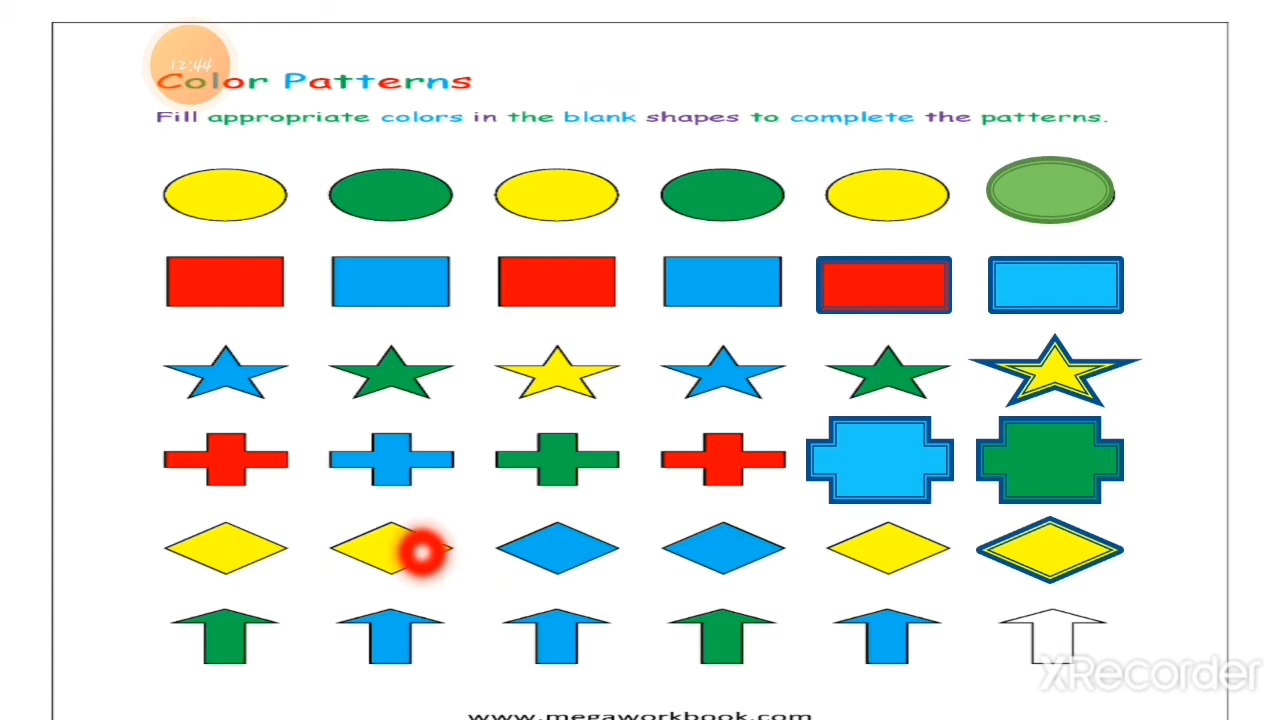 12:44
Color Patterns
Fill appropriate colors in the blank shapes to complete the patterns.
XRecorder
www.megaworkbook.com